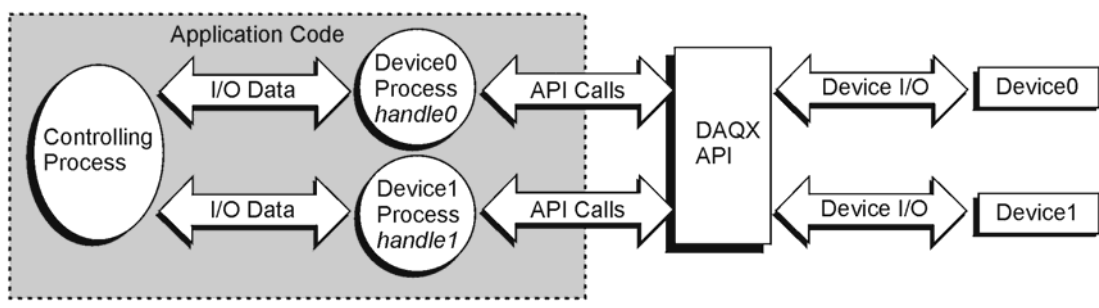 Application Code
Controlling
Process
I/O Data
Device0
Process
handle0
API Calls
DAQX
API
Device I/O
Device0
I/O Data
Device1
Process
handle1
API Calls
Device I/O
Device1